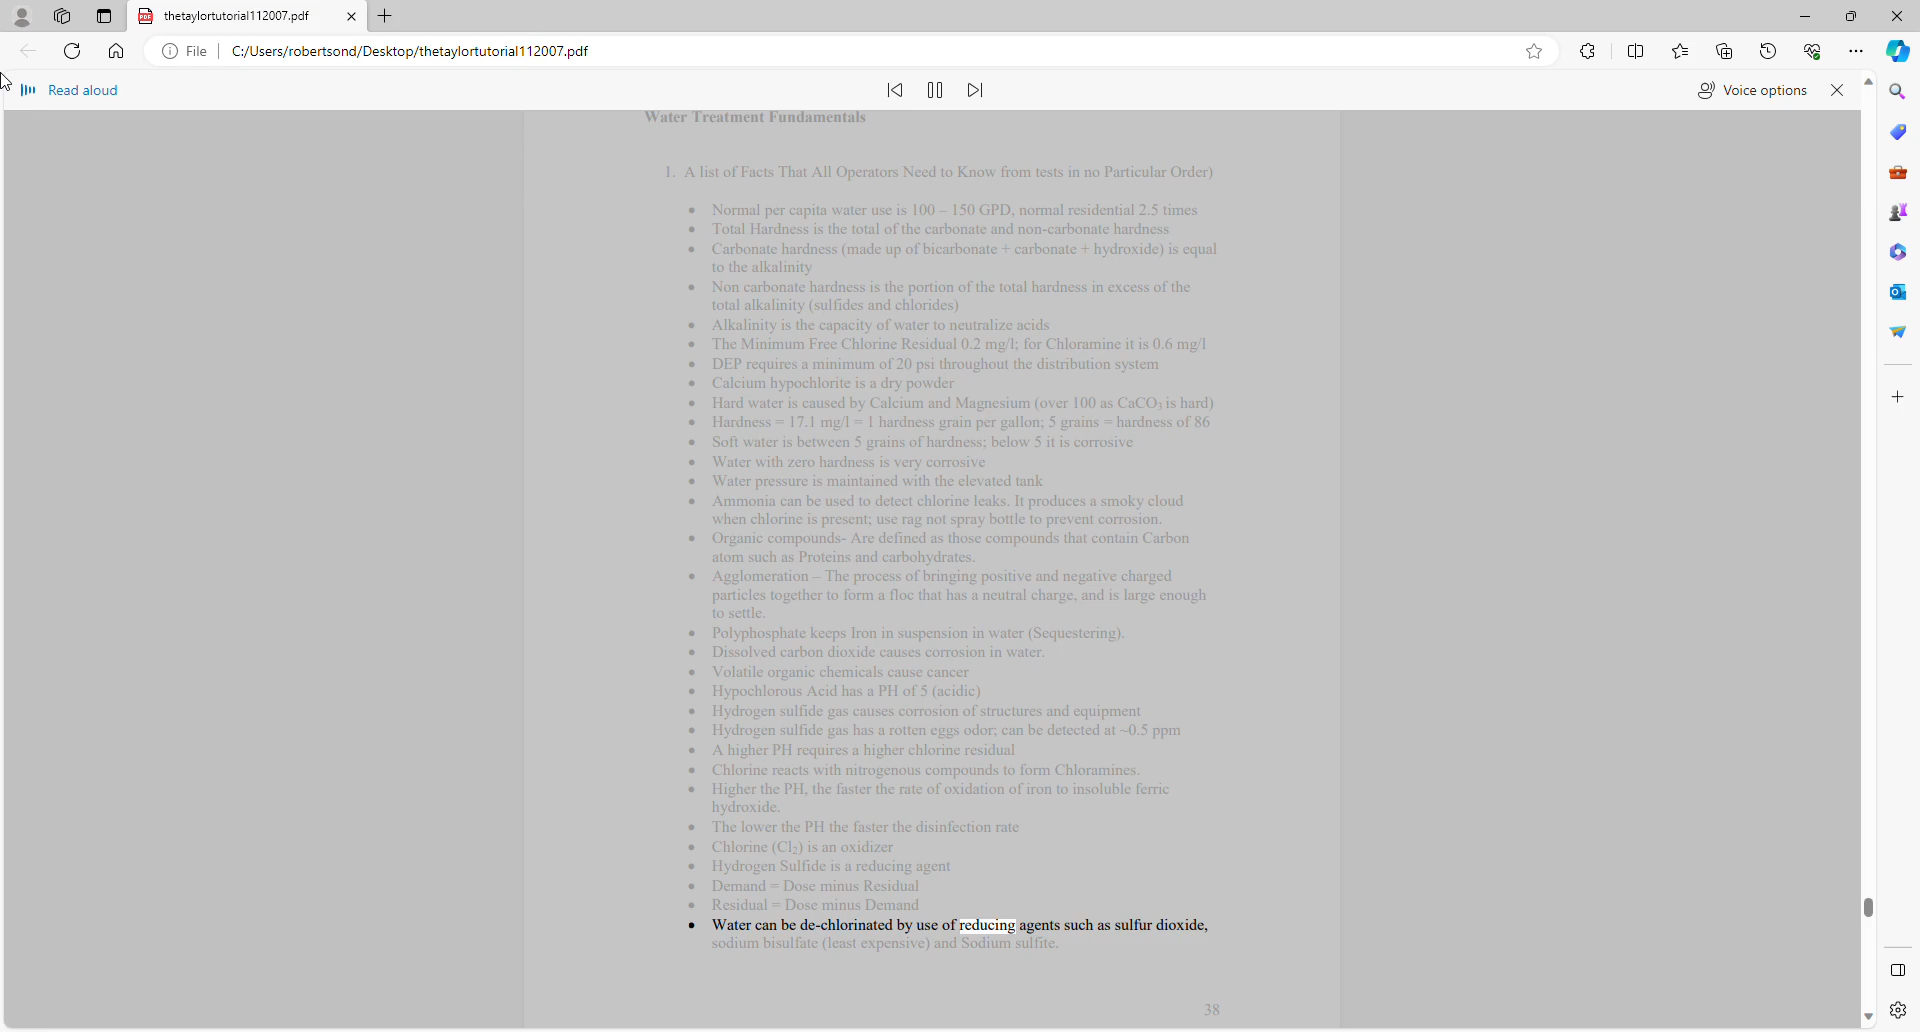 thetaylortutorial112007.pdf
File
C:/Users/robertsond/Desktop/thetaylortutorial112007.pdf
Read aloud
Voice options
Water Treatment Fundamentals
1. A list of Facts That All Operators Need to Know from tests in no Particular Order)
• Normal per capita water use is 100 – 150 GPD, normal residential 2.5 times
• Total Hardness is the total of the carbonate and non-carbonate hardness
• Carbonate hardness (made up of bicarbonate + carbonate + hydroxide) is equal
to the alkalinity
• Non carbonate hardness is the portion of the total hardness in excess of the
total alkalinity (sulfides and chlorides)
• Alkalinity is the capacity of water to neutralize acids
• The Minimum Free Chlorine Residual 0.2 mg/l; for Chloramine it is 0.6 mg/l
• DEP requires a minimum of 20 psi throughout the distribution system
• Calcium hypochlorite is a dry powder
• Hard water is caused by Calcium and Magnesium (over 100 as CaCO₃ is hard)
• Hardness = 17.1 mg/l = 1 hardness grain per gallon; 5 grains = hardness of 86
• Soft water is between 5 grains of hardness; below 5 it is corrosive
• Water with zero hardness is very corrosive
• Water pressure is maintained with the elevated tank
• Ammonia can be used to detect chlorine leaks. It produces a smoky cloud
when chlorine is present; use rag not spray bottle to prevent corrosion.
• Organic compounds- Are defined as those compounds that contain Carbon
atom such as Proteins and carbohydrates.
• Agglomeration – The process of bringing positive and negative charged
particles together to form a floc that has a neutral charge, and is large enough
to settle.
• Polyphosphate keeps Iron in suspension in water (Sequestering).
• Dissolved carbon dioxide causes corrosion in water.
• Volatile organic chemicals cause cancer
• Hypochlorous Acid has a PH of 5 (acidic)
• Hydrogen sulfide gas causes corrosion of structures and equipment
• Hydrogen sulfide gas has a rotten eggs odor; can be detected at ~0.5 ppm
• A higher PH requires a higher chlorine residual
• Chlorine reacts with nitrogenous compounds to form Chloramines.
• Higher the PH, the faster the rate of oxidation of iron to insoluble ferric
hydroxide.
• The lower the PH the faster the disinfection rate
• Chlorine (Cl₂) is an oxidizer
• Hydrogen Sulfide is a reducing agent
• Demand = Dose minus Residual
• Residual = Dose minus Demand
• Water can be de-chlorinated by use of reducing agents such as sulfur dioxide,
sodium bisulfate (least expensive) and Sodium sulfite.
38